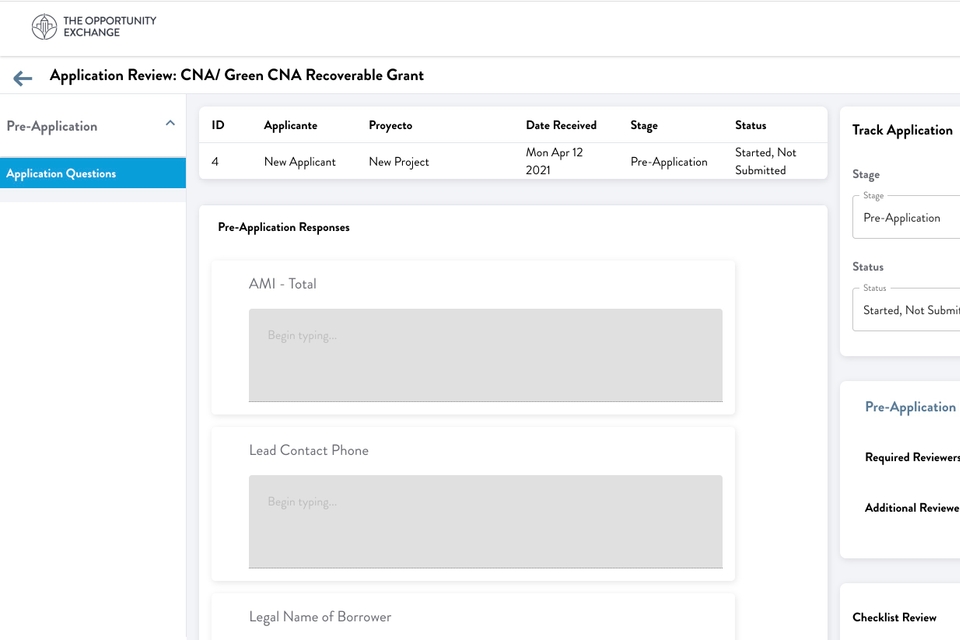 THE OPPORTUNITY
EXCHANGE
Application Review: CNA/ Green CNA Recoverable Grant
Pre-Application
Application Questions
ID Applicante Proyecto Date Received Stage Status
4 New Applicant New Project Mon Apr 12 2021 Pre-Application Started, Not Submitted
Pre-Application Responses
AMI - Total
Begin typing...
Lead Contact Phone
Begin typing...
Legal Name of Borrower
Track Application
Stage
Stage
Pre-Application
Status
Status
Started, Not Submit
Pre-Application
Required Reviewers
Additional Reviewe
Checklist Review